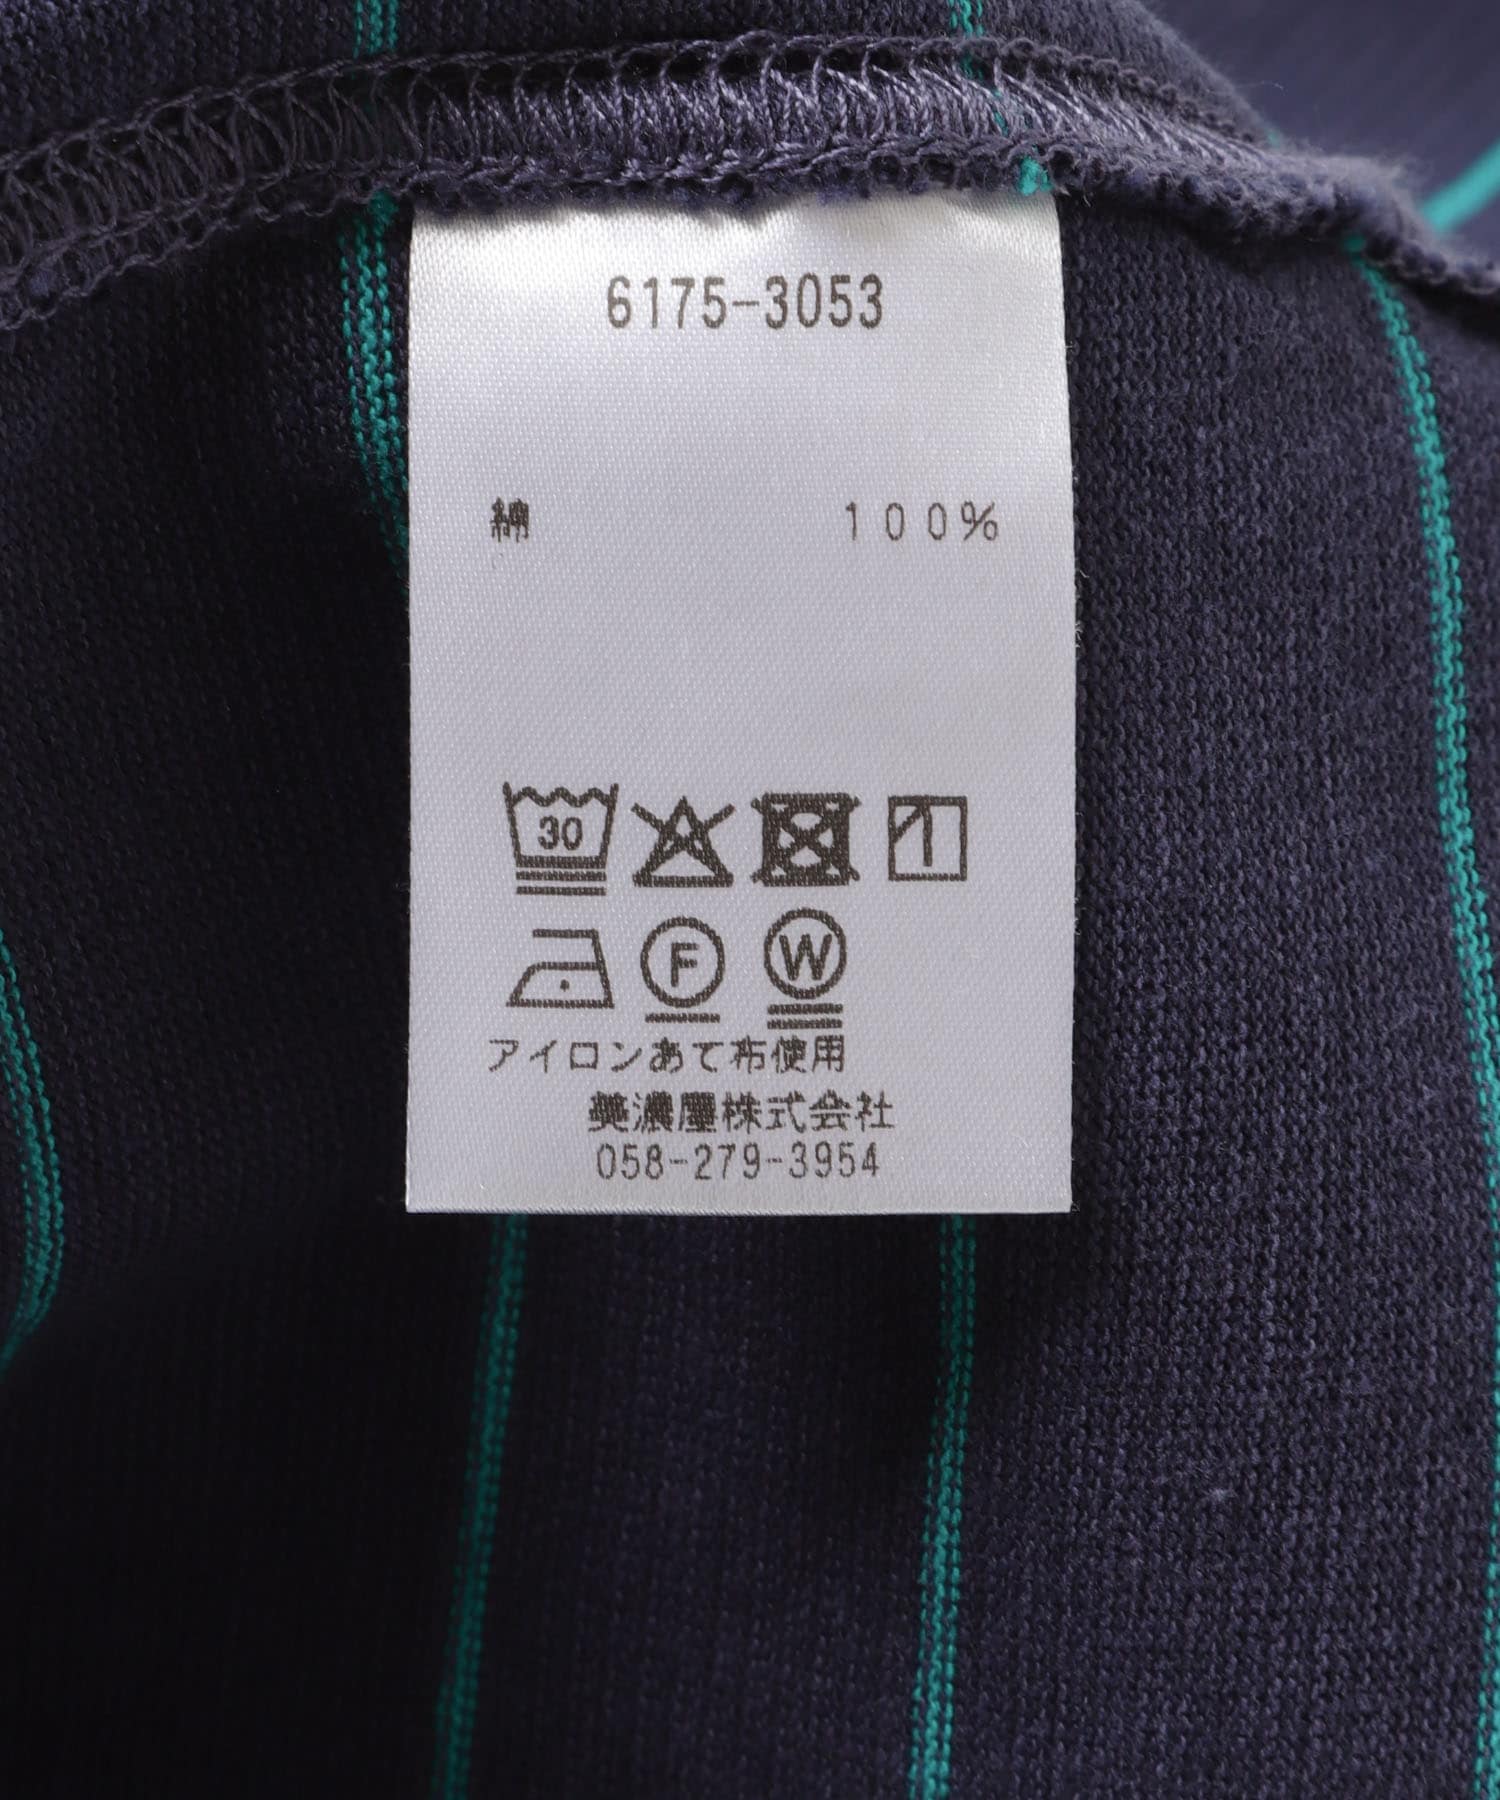 6175-3053
綿 100%
30
F W
アイロンあて布使用
美濃屋株式会社
058-279-3954